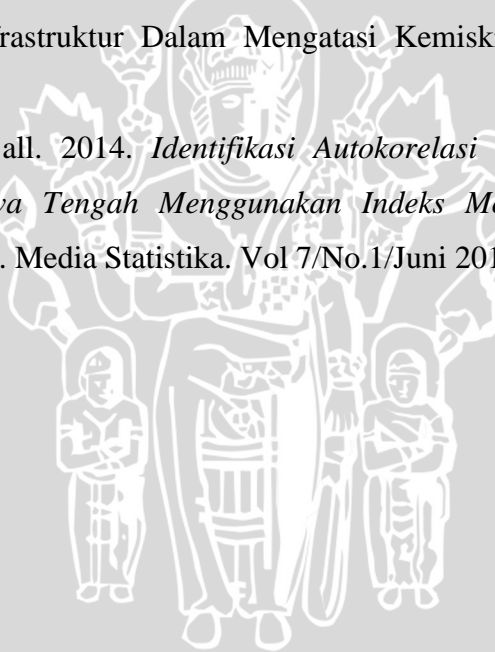 frastruktur Dalam Mengatasi Kemisk
all. 2014. Identifikasi Autokorelasi
va Tengah Menggunakan Indeks Mo
. Media Statistika. Vol 7/No.1/Juni 201